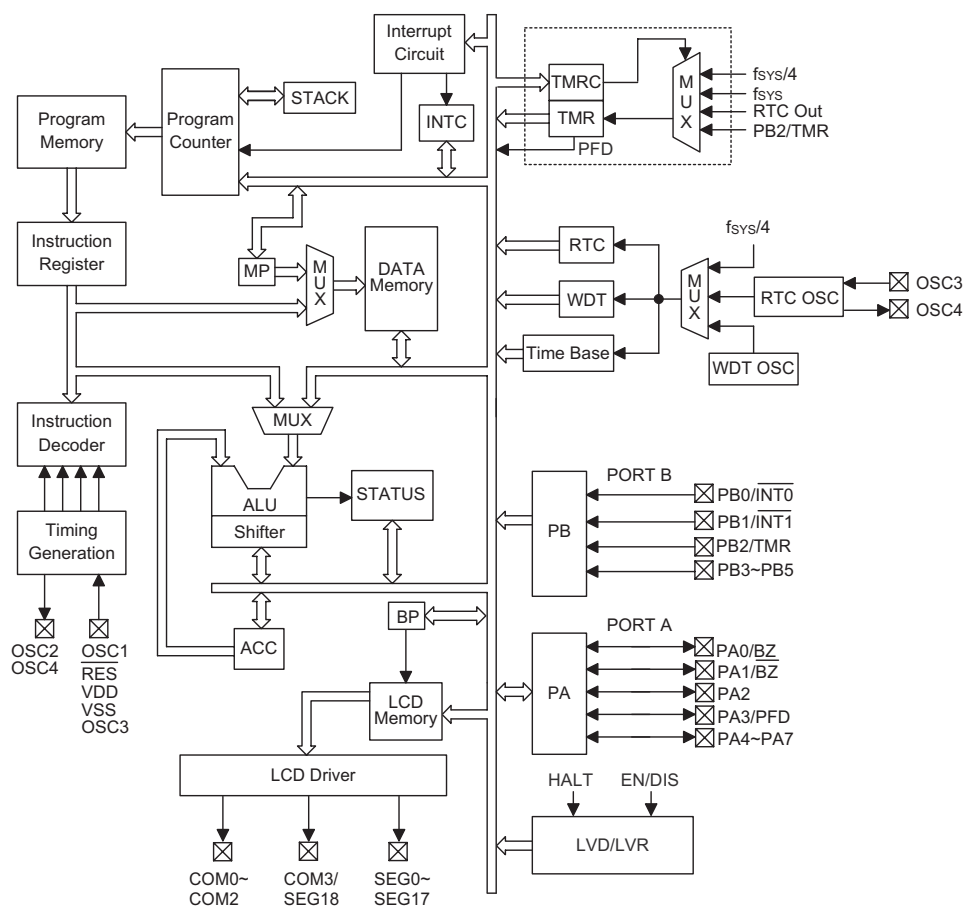 Interrupt
Circuit
STACK
INTC
Program
Counter
Program
Memory
Instruction
Register
MP
MUX
DATA
Memory
MUX
Instruction
Decoder
ALU
Shifter
STATUS
Timing
Generation
OSC2
OSC4
OSC1
RES
VDD
VSS
OSC3
ACC
BP
LCD
Memory
LCD Driver
COM0~
COM2
COM3/
SEG18
SEG0~
SEG17
TMRC
TMR
PFD
MUX
fSYS/4
fSYS
RTC Out
PB2/TMR
RTC
WDT
Time Base
MUX
fSYS/4
RTC OSC
WDT OSC
OSC3
OSC4
PORT B
PB
PB0/INT0
PB1/INT1
PB2/TMR
PB3~PB5
PORT A
PA
PA0/BZ
PA1/BZ
PA2
PA3/PFD
PA4~PA7
HALT
EN/DIS
LVD/LVR